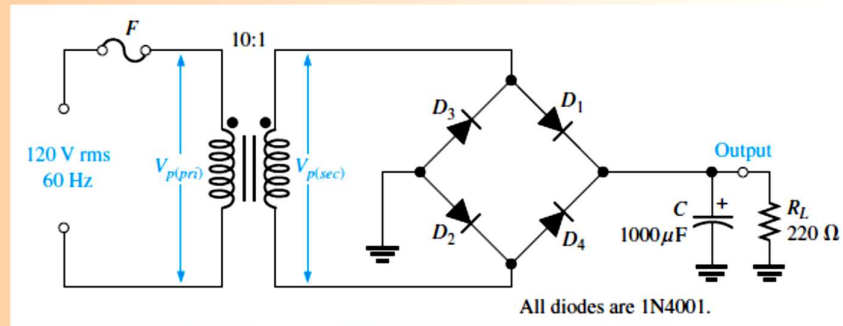 F
10:1
120 V rms
60 Hz
Vp(pri)
Vp(sec)
D3
D1
D2
D4
Output
C
+
1000μF
RL
220 Ω
All diodes are 1N4001.